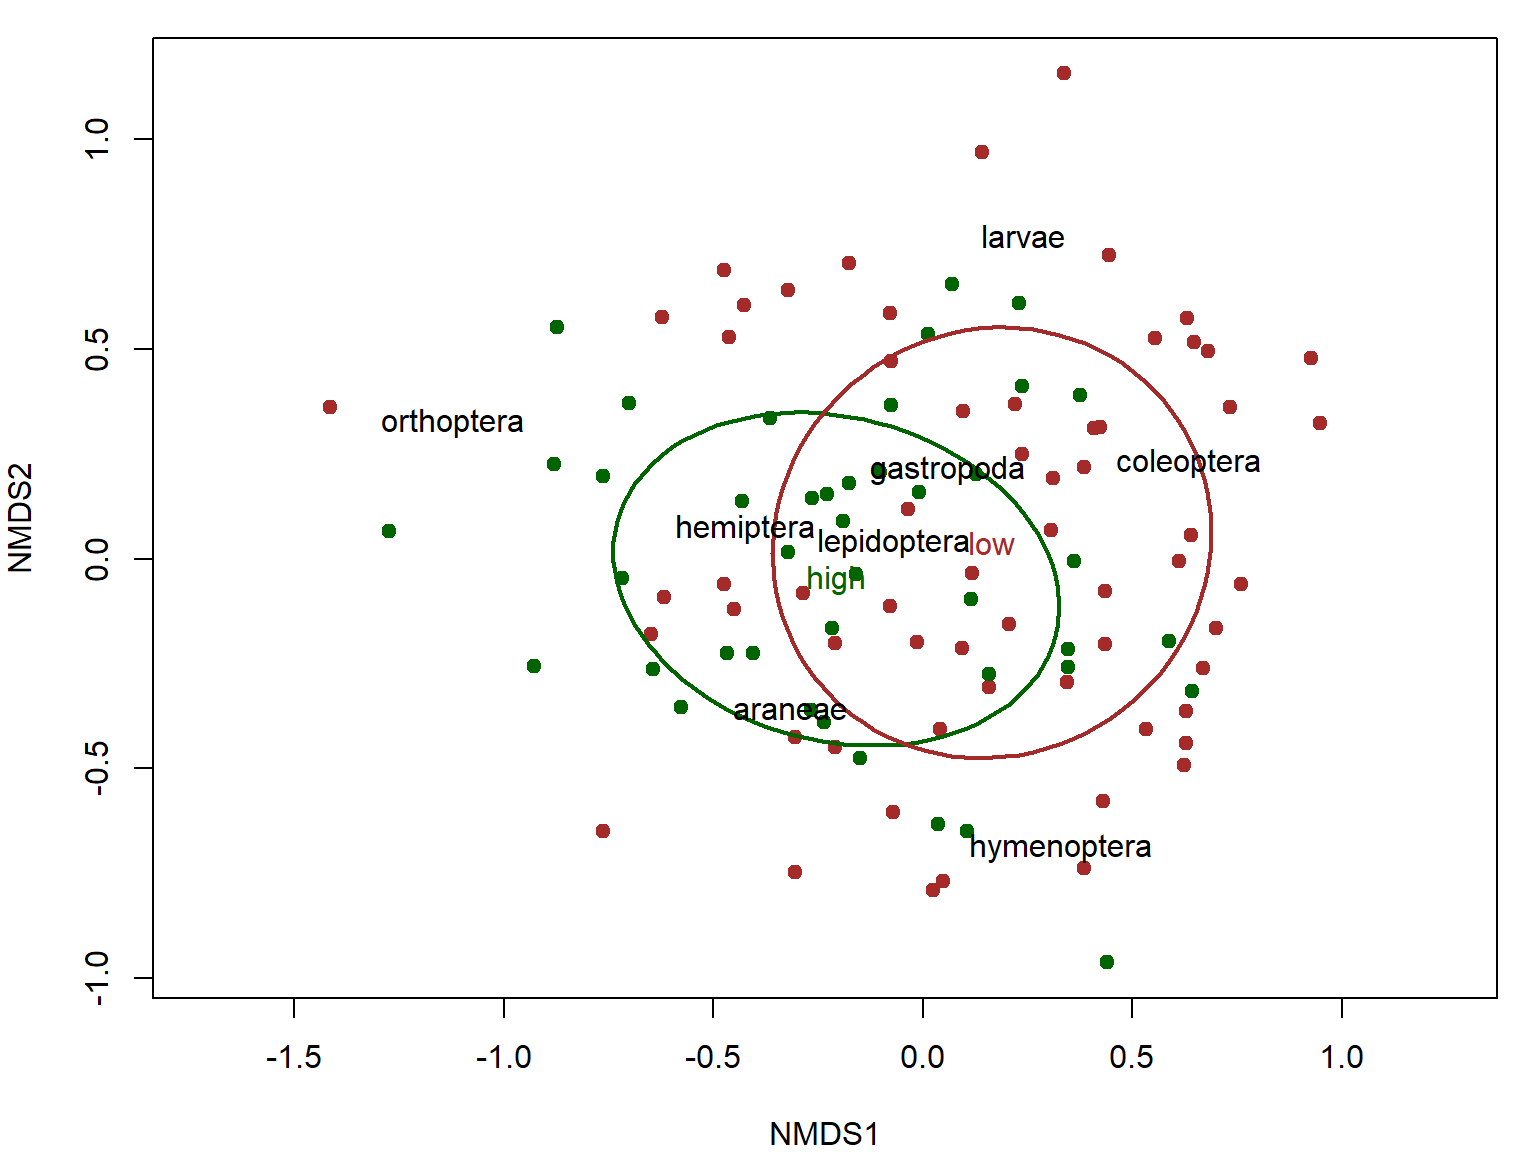 1.0
larvae
0.5
orthoptera
gastropoda
coleoptera
hemiptera
lepidoptera
low
0.0
high
NMDS2
araneae
-0.5
hymenoptera
-1.0
-1.5
-1.0
-0.5
0.0
0.5
1.0
NMDS1